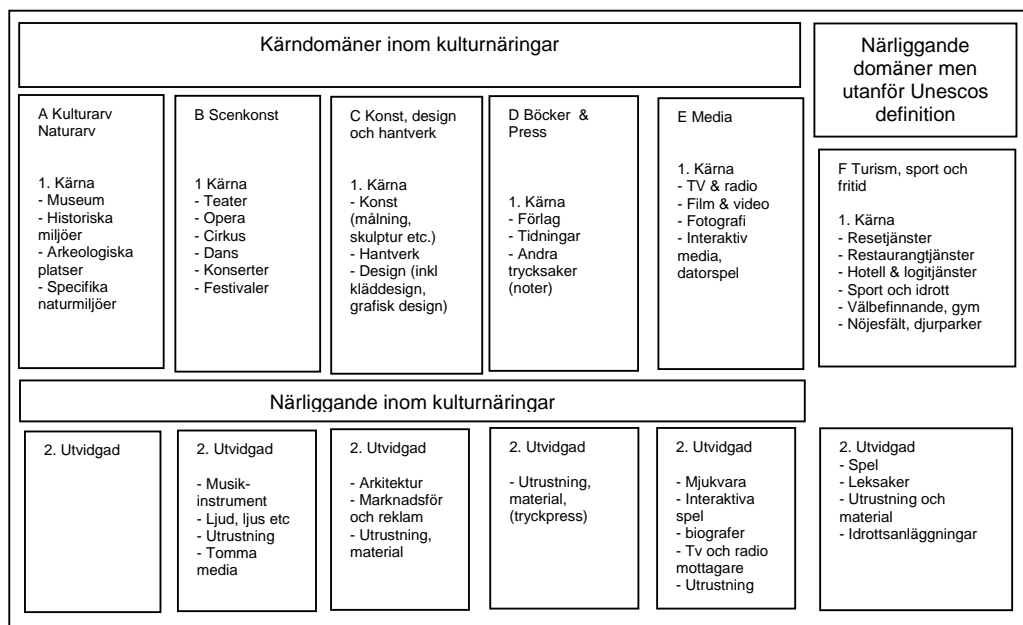 Kärndomäner inom kulturnäringar
Närliggande
domäner men
utanför Unescos
definition
A Kulturarv
Naturarv
1. Kärna
- Museum
- Historiska
miljöer
- Arkeologiska
platser
- Specifika
naturmiljöer
B Scenkonst
1 Kärna
- Teater
- Opera
- Cirkus
- Dans
- Konserter
- Festivaler
C Konst, design
och hantverk
1. Kärna
- Konst
(målning,
skulptur etc.)
- Hantverk
- Design (inkl
kläddesign,
grafisk design)
D Böcker &
Press
1. Kärna
- Förlag
- Tidningar
- Andra
trycksaker
(noter)
E Media
1. Kärna
- TV & radio
- Film & video
- Fotografi
- Interaktiv
media,
datorspel
F Turism, sport och
fritid
1. Kärna
- Resetjänster
- Restaurangtjänster
- Hotell & logitjänster
- Sport och idrott
- Välbefinnande, gym
- Nöjesfält, djurparker
Närliggande inom kulturnäringar
2. Utvidgad
2. Utvidgad
- Musik-
instrument
- Ljud, ljus etc
- Utrustning
- Tomma
media
2. Utvidgad
- Arkitektur
- Marknadsför
och reklam
- Utrustning,
material
2. Utvidgad
- Utrustning,
material,
(tryckpress)
2. Utvidgad
- Mjukvara
- Interaktiva
spel
- biografer
- Tv och radio
mottagare
- Utrustning
2. Utvidgad
- Spel
- Leksaker
- Utrustning och
material
- Idrottsanläggningar